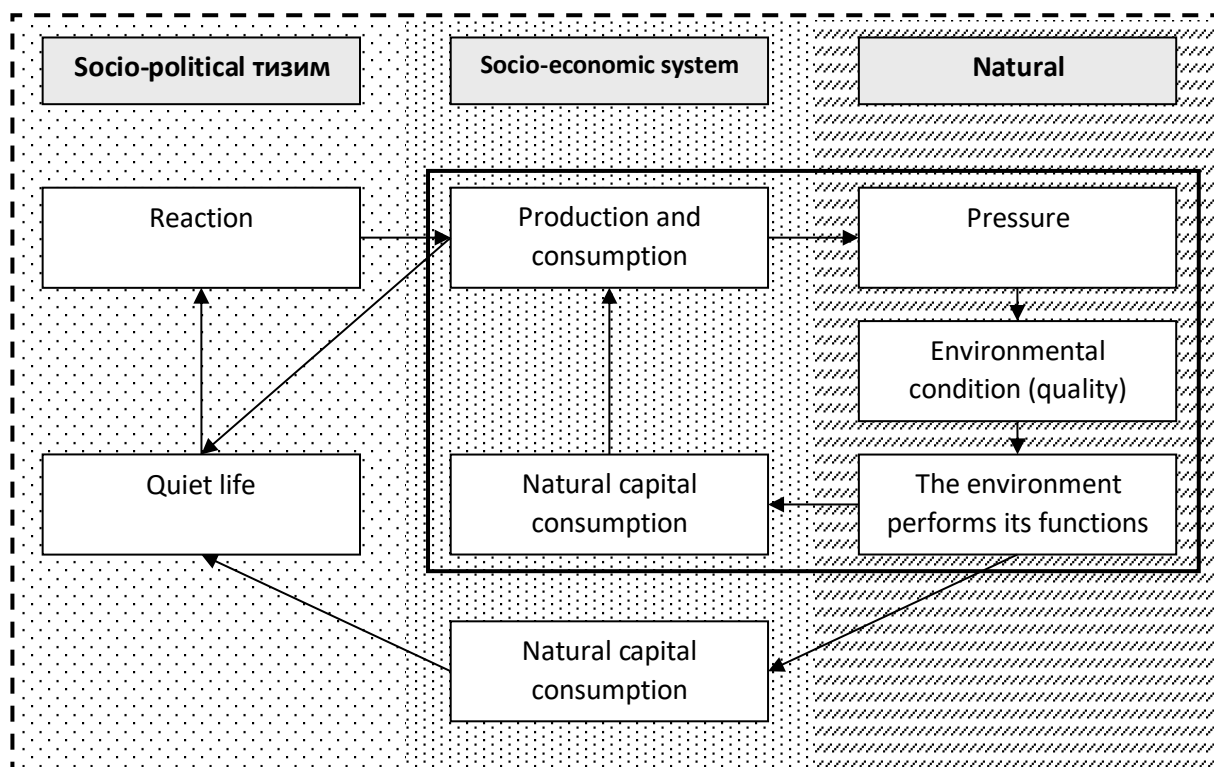 Socio-political тизим
Socio-economic system
Natural
Reaction
Production and
consumption
Pressure
Environmental
condition (quality)
Quiet life
Natural capital
consumption
The environment
performs its functions
Natural capital
consumption